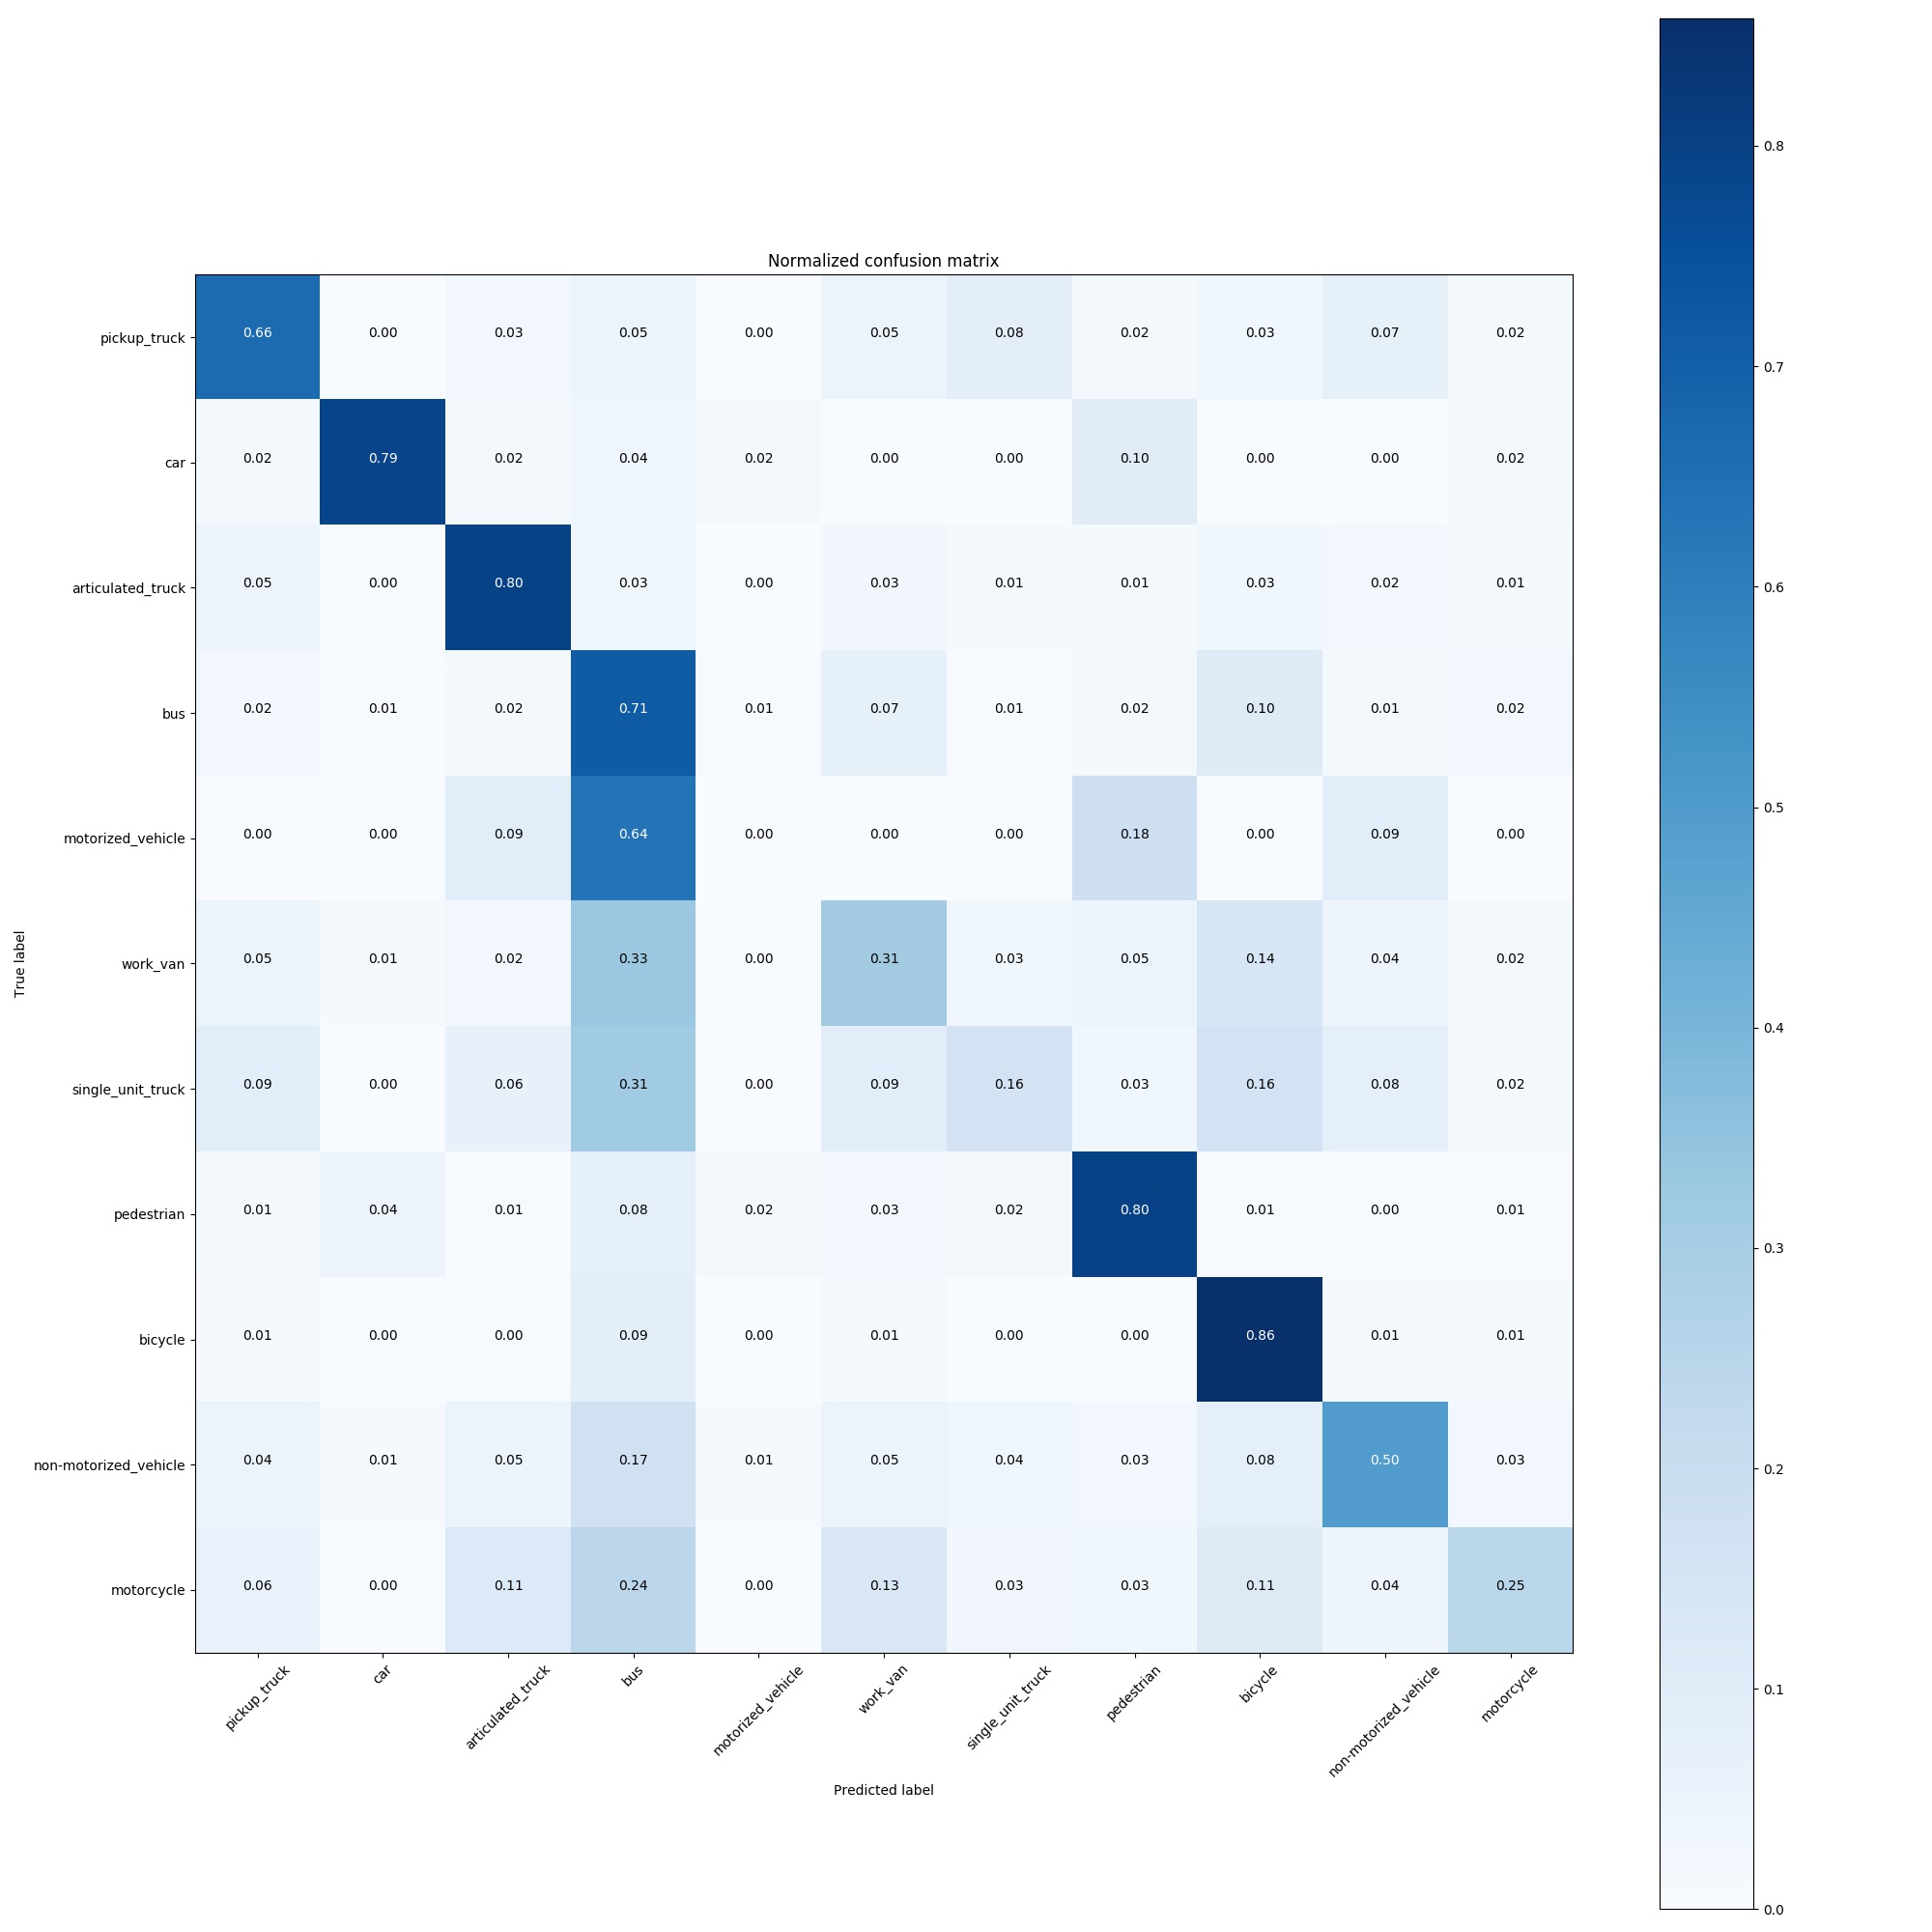 Normalized confusion matrix
True label
pickup_truck 0.66 0.00 0.03 0.05 0.00 0.05 0.08 0.02 0.03 0.07 0.02
car 0.02 0.79 0.02 0.04 0.02 0.00 0.00 0.10 0.00 0.00 0.02
articulated_truck 0.05 0.00 0.80 0.03 0.00 0.03 0.01 0.01 0.03 0.02 0.01
bus 0.02 0.01 0.02 0.71 0.01 0.07 0.01 0.02 0.10 0.01 0.02
motorized_vehicle 0.00 0.00 0.09 0.64 0.00 0.00 0.00 0.18 0.00 0.09 0.00
work_van 0.05 0.01 0.02 0.33 0.00 0.31 0.03 0.05 0.14 0.04 0.02
single_unit_truck 0.09 0.00 0.06 0.31 0.00 0.09 0.16 0.03 0.16 0.08 0.02
pedestrian 0.01 0.04 0.01 0.08 0.02 0.03 0.02 0.80 0.01 0.00 0.01
bicycle 0.01 0.00 0.00 0.09 0.00 0.01 0.00 0.00 0.86 0.01 0.01
non-motorized_vehicle 0.04 0.01 0.05 0.17 0.01 0.05 0.04 0.03 0.08 0.50 0.03
motorcycle 0.06 0.00 0.11 0.24 0.00 0.13 0.03 0.03 0.11 0.04 0.25
pickup_truck car articulated_truck bus motorized_vehicle work_van single_unit_truck pedestrian bicycle non-motorized_vehicle motorcycle
Predicted label
0.8
0.7
0.6
0.5
0.4
0.3
0.2
0.1
0.0